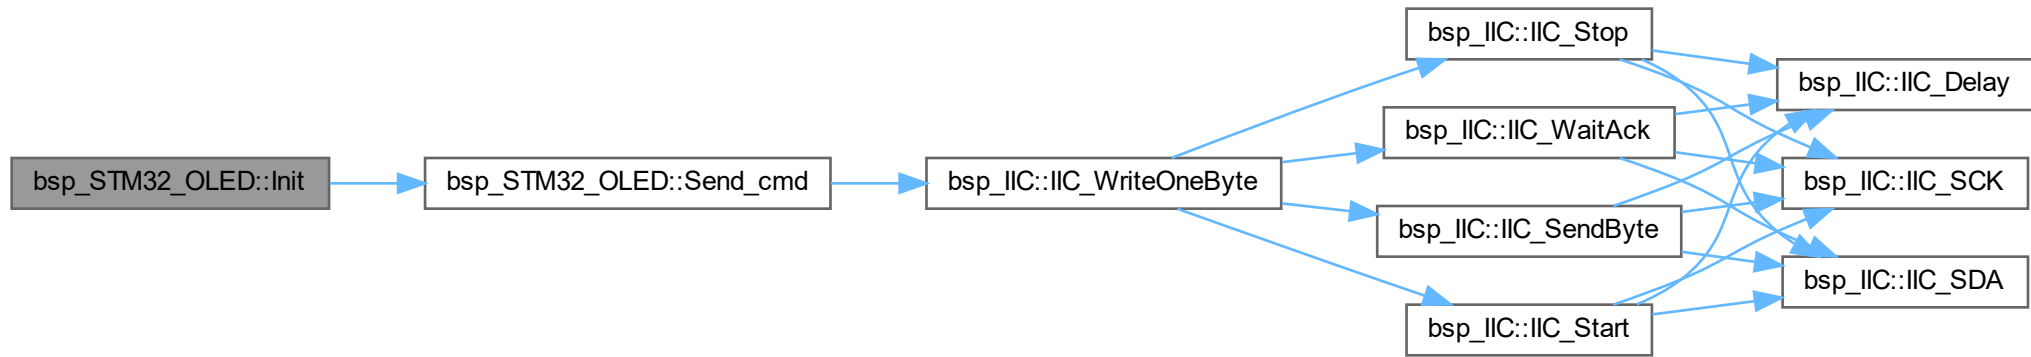 bsp_STM32_OLED::Init
bsp_STM32_OLED::Send_cmd
bsp_IIC::IIC_WriteOneByte
bsp_IIC::IIC_Stop
bsp_IIC::IIC_WaitAck
bsp_IIC::IIC_SendByte
bsp_IIC::IIC_Start
bsp_IIC::IIC_Delay
bsp_IIC::IIC_SCK
bsp_IIC::IIC_SDA